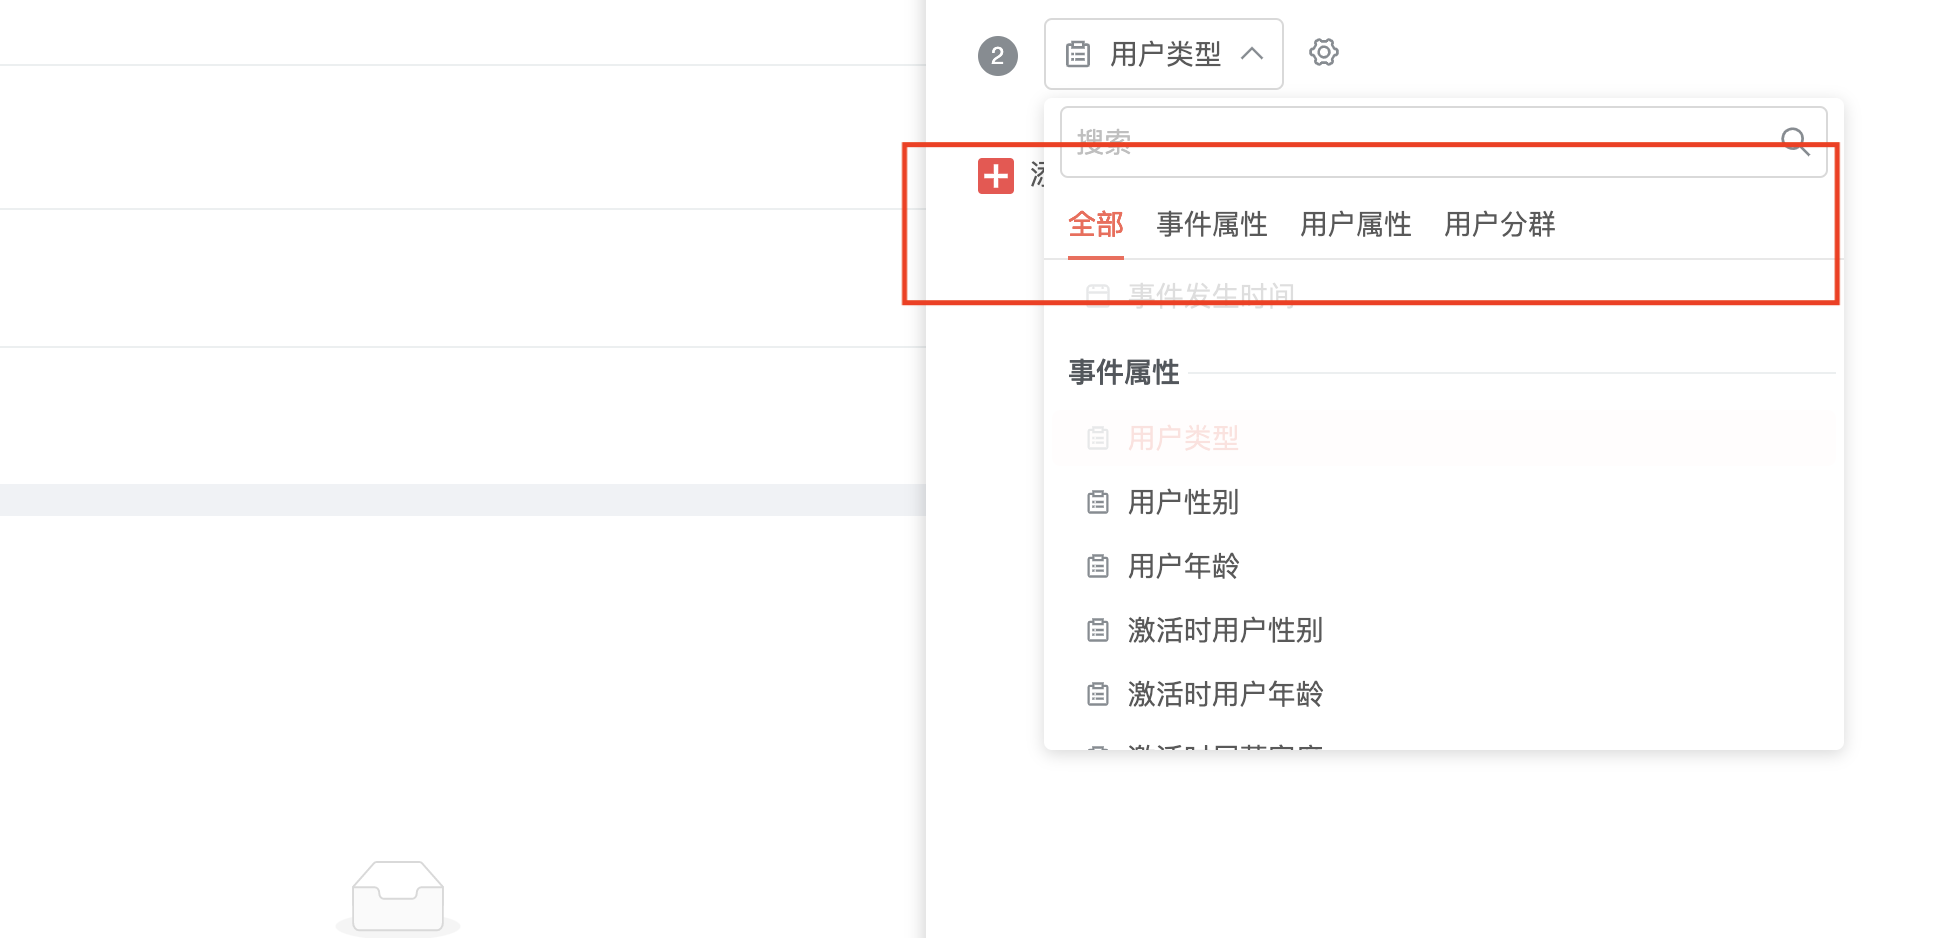 2 用户类型
搜索
全部 事件属性 用户属性 用户分群
事件发生时间
事件属性
用户类型
用户性别
用户年龄
激活时用户性别
激活时用户年龄